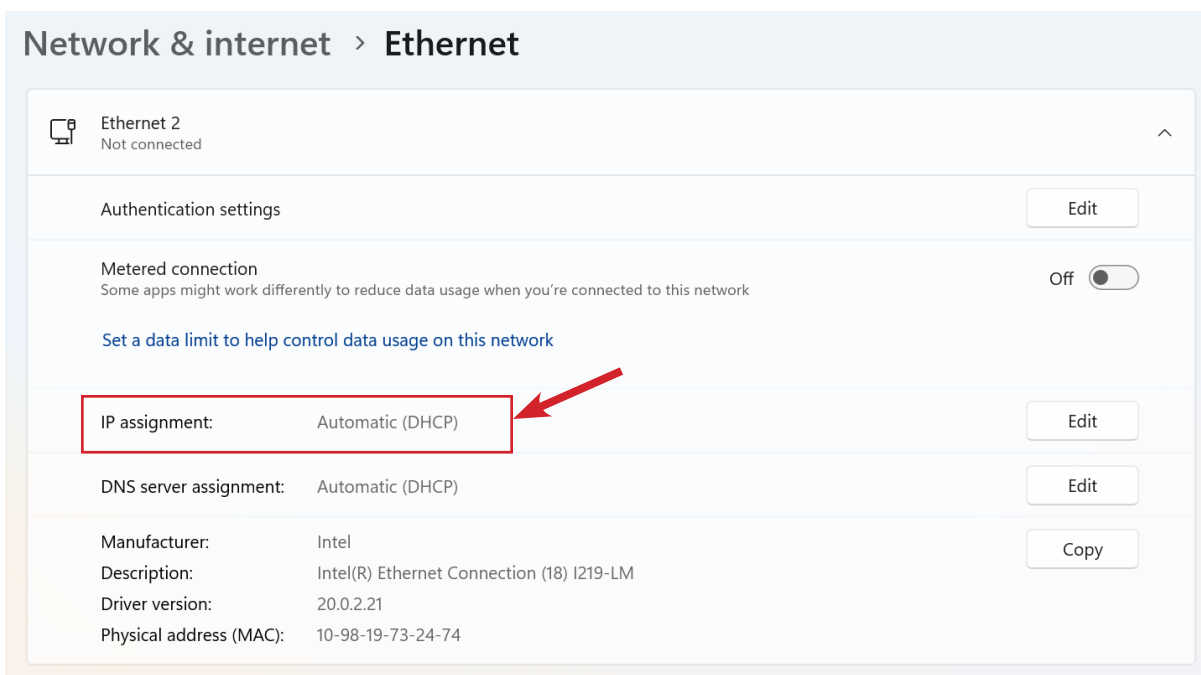 Network & internet > Ethernet
Ethernet 2
Not connected
Authentication settings Edit
Metered connection
Some apps might work differently to reduce data usage when you’re connected to this network
Off
Set a data limit to help control data usage on this network
IP assignment: Automatic (DHCP) Edit
DNS server assignment: Automatic (DHCP) Edit
Manufacturer: Intel Copy
Description: Intel(R) Ethernet Connection (18) I219-LM
Driver version: 20.0.2.21
Physical address (MAC): 10-98-19-73-24-74